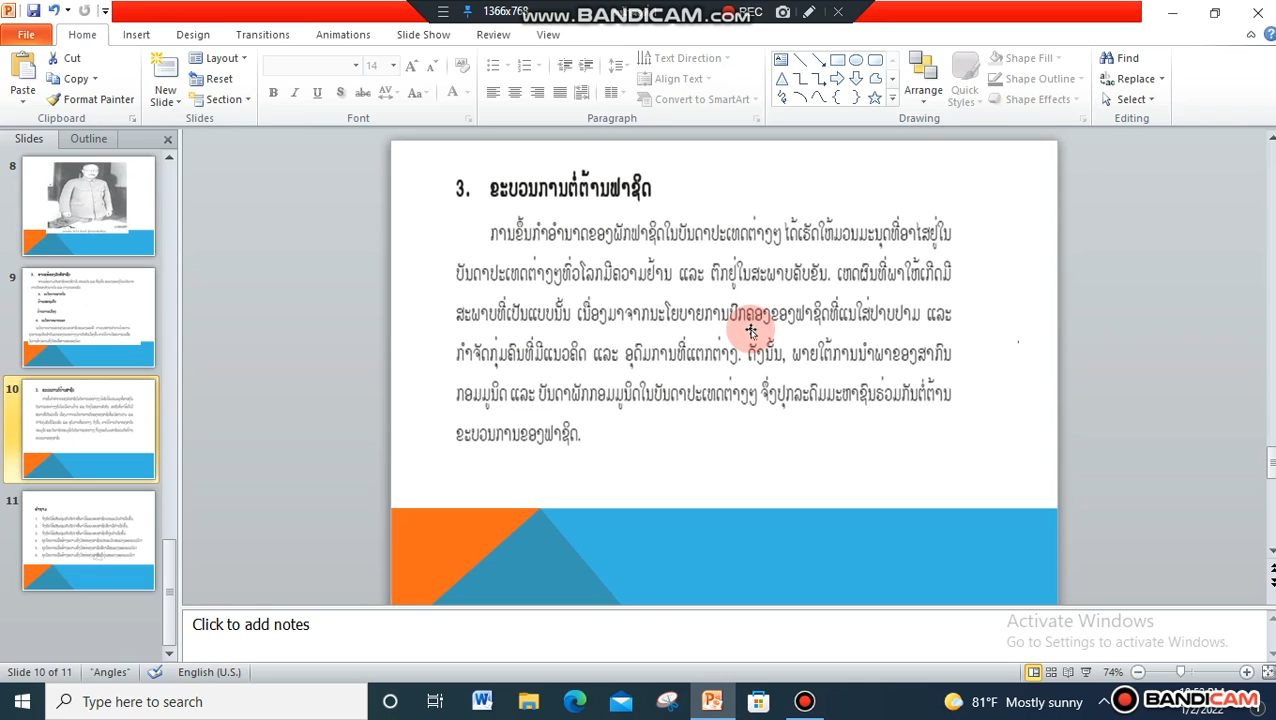 1366x768
www.BANDICAM.com
REC
File Home Insert Design Transitions Animations Slide Show Review View
Paste
Cut
Copy
Format Painter
Clipboard
New Slide
Layout
Reset
Section
Slides
14
Font
Text Direction
Align Text
Convert to SmartArt
Paragraph
Arrange
Quick Styles
Shape Fill
Shape Outline
Shape Effects
Drawing
Find
Replace
Select
Editing
Slides Outline
8
9
10
11
3. ຂະບວນການຕໍ່ຕ້ານຟາຊິດ
ການຂຶ້ນກຳອຳນາດຂອງພັກຟາຊິດໃນບັນດາປະເທດຕ່າງໆ ໄດ້ເຮັດໃຫ້ມວນມະນຸດທີ່ອາໄສຢູ່ໃນ
ບັນດາປະເທດຕ່າງໆທົ່ວໂລກມີຄວາມຢ້ານ ແລະ ຕົກຢູ່ໃນສະພາບຄັບຂັນ. ເຫດຜົນທີ່ພາໃຫ້ເກີດມີ
ສະພາບທີ່ເປັນແບບນັ້ນ ເນື່ອງມາຈາກນະໂຍບາຍການປົກຄອງຂອງຟາຊິດທີ່ແນໃສ່ປາບປາມ ແລະ
ກຳຈັດກຸ່ມຄົນທີ່ມີແນວຄິດ ແລະ ອຸດົມການທີ່ແຕກຕ່າງ. ດັ່ງນັ້ນ, ພາຍໃຕ້ການນຳພາຂອງສາກົນ
ກອມມູນິດ ແລະ ບັນດາພັກກອມມູນິດໃນບັນດາປະເທດຕ່າງໆ ຈຶ່ງປຸກລະດົມມະຫາຊົນຮ່ວມກັນຕໍ່ຕ້ານ
ຂະບວນການຂອງຟາຊິດ.
Click to add notes
Activate Windows
Go to Settings to activate Windows.
Slide 10 of 11 "Angles" English (U.S.) 74%
Type here to search
81°F Mostly sunny
1/2/2022
BANDICAM